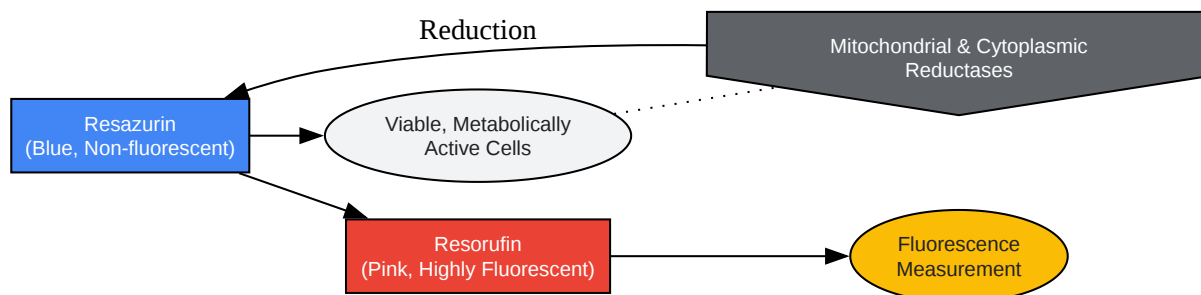 Reduction
Mitochondrial & Cytoplasmic
Reductases
Resazurin
(Blue, Non-fluorescent)
Viable, Metabolically
Active Cells
Resorufin
(Pink, Highly Fluorescent)
Fluorescence
Measurement